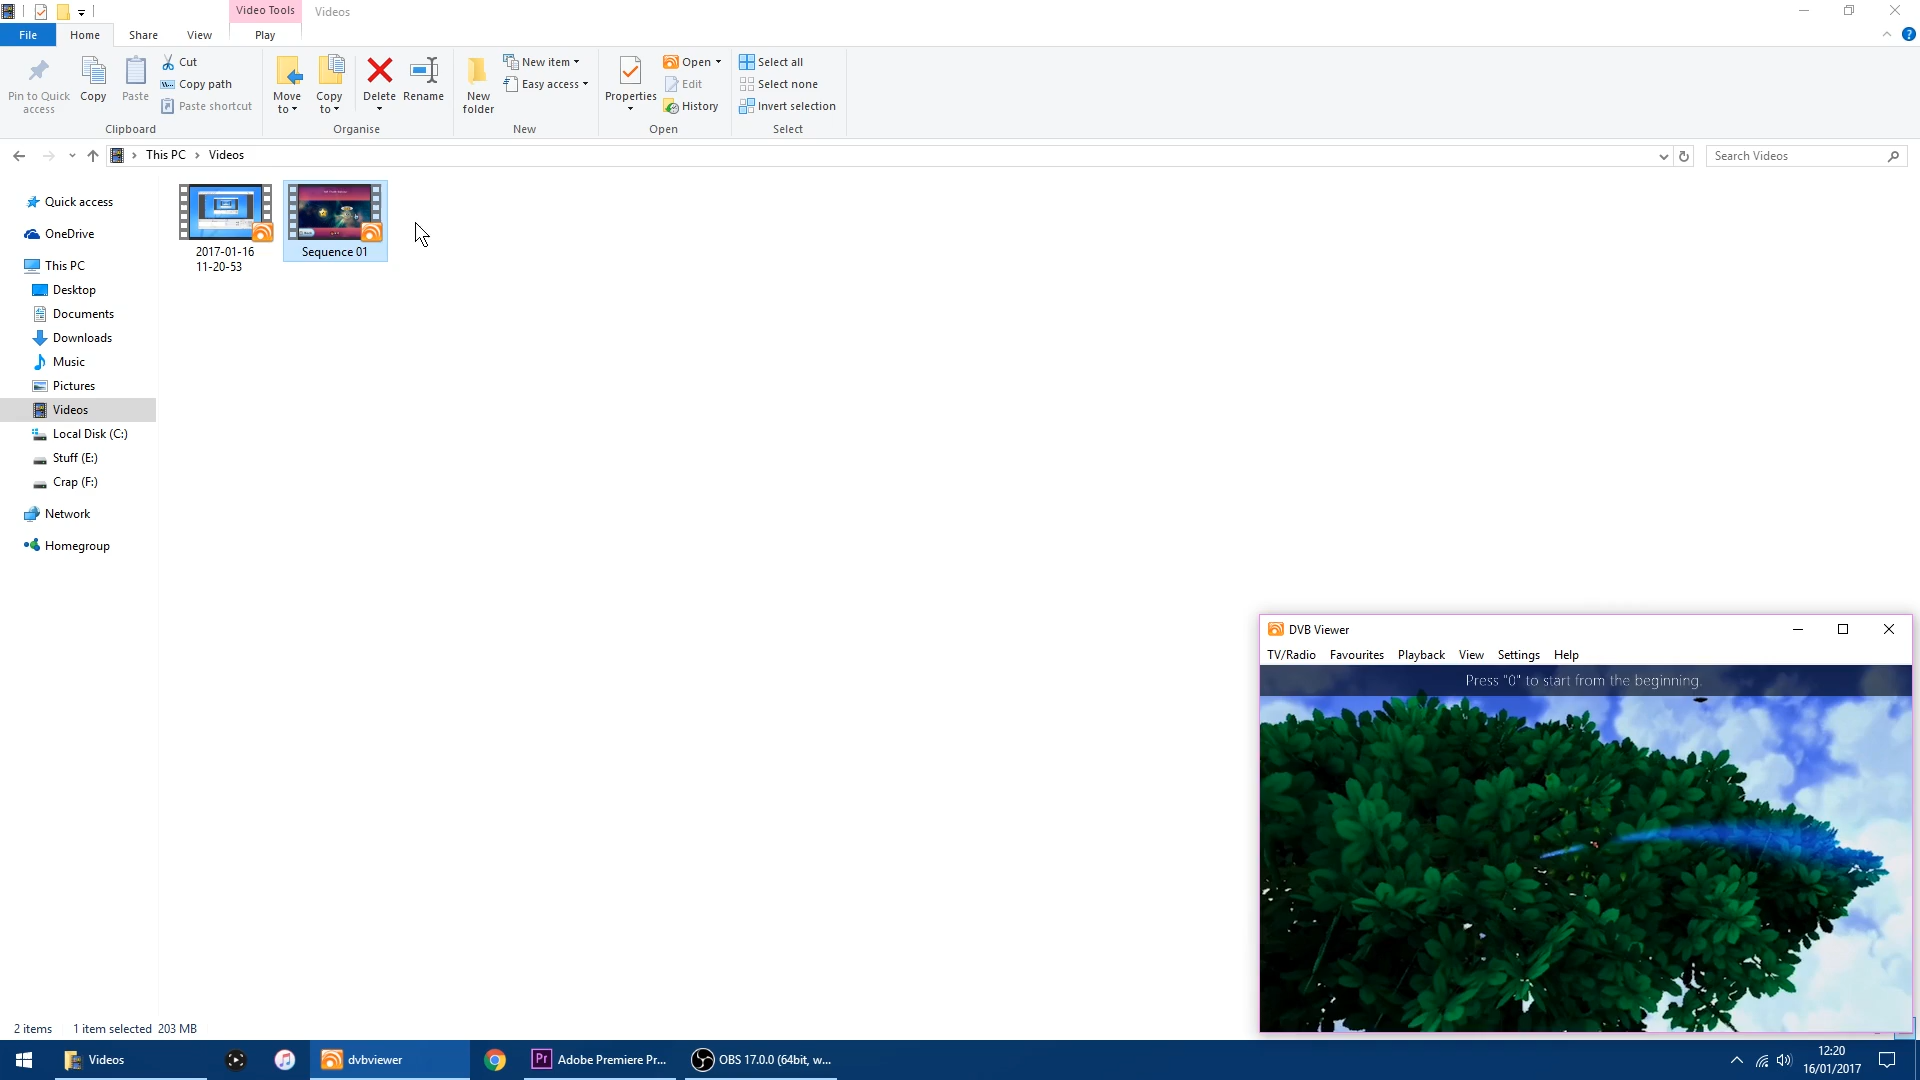 Video Tools
Videos
File
Home
Share
View
Play
Pin to Quick access
Copy
Paste
Cut
Copy path
Paste shortcut
Clipboard
Move to
Copy to
Delete
Rename
Organise
New folder
New item
Easy access
New
Properties
Open
Edit
History
Open
Select all
Select none
Invert selection
Select
This PC
Videos
Search Videos
Quick access
OneDrive
This PC
Desktop
Documents
Downloads
Music
Pictures
Videos
Local Disk (C:)
Stuff (E:)
Crap (F:)
Network
Homegroup
2017-01-16
11-20-53
Sequence 01
DVB Viewer
TV/Radio Favourites Playback View Settings Help
Press "0" to start from the beginning.
2 items 1 item selected 203 MB
Videos
dvbviewer
Pr Adobe Premiere Pr...
OBS 17.0.0 (64bit, w...
12:20
16/01/2017